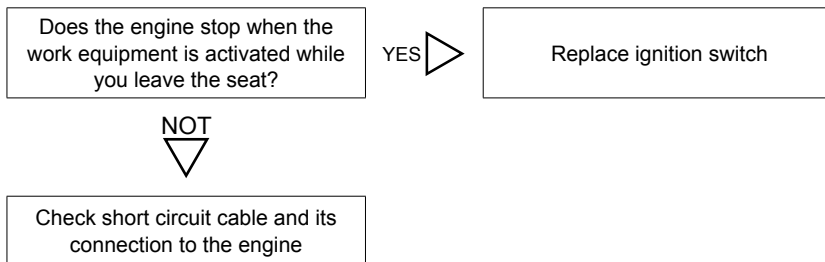 Does the engine stop when the
work equipment is activated while
you leave the seat?
YES
Replace ignition switch
NOT
Check short circuit cable and its
connection to the engine